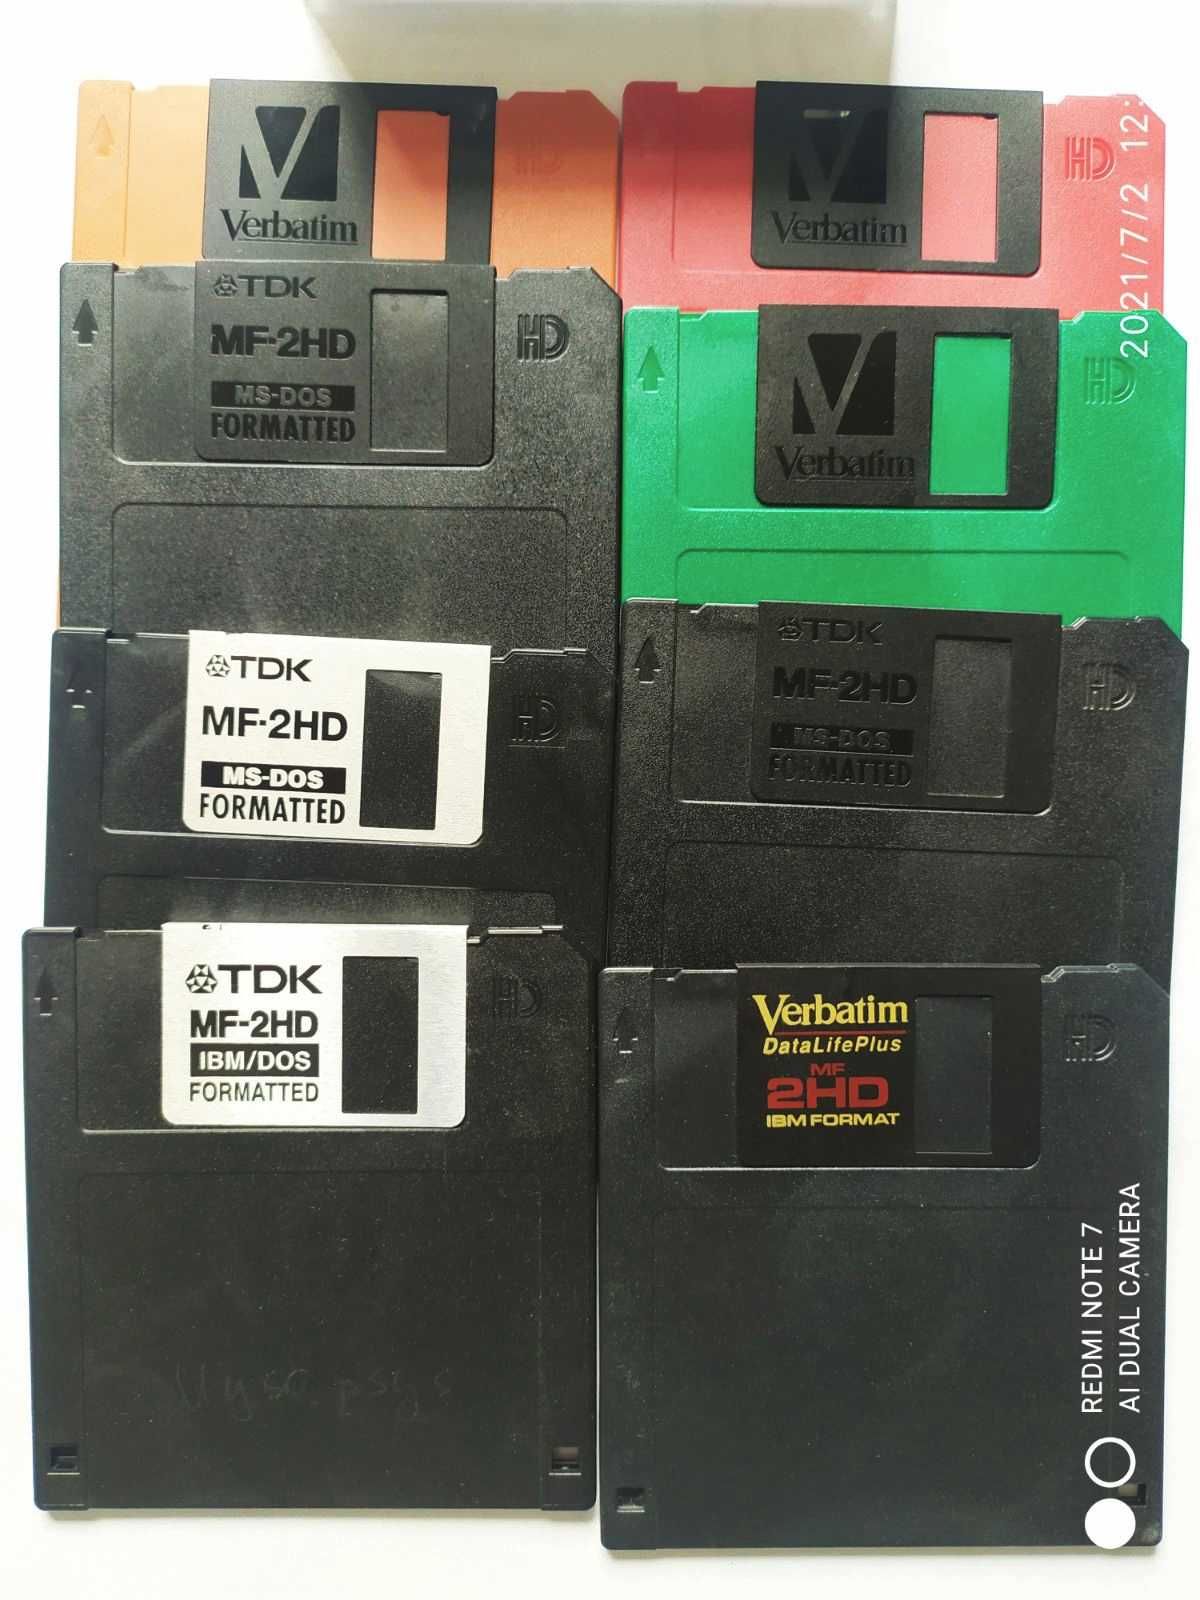 Verbatim
HD
TDK
MF-2HD
MS-DOS
FORMATTED
HD
TDK
MF-2HD
MS-DOS
FORMATTED
HD
TDK
MF-2HD
IBM/DOS
FORMATTED
HD
Verbatim
HD
Verbatim
HD
TDK
MF-2HD
MS-DOS
FORMATTED
HD
Verbatim
DataLifePlus
MF
2HD
IBM FORMAT
HD
2021/7/2 12:
REDMI NOTE 7
AI DUAL CAMERA